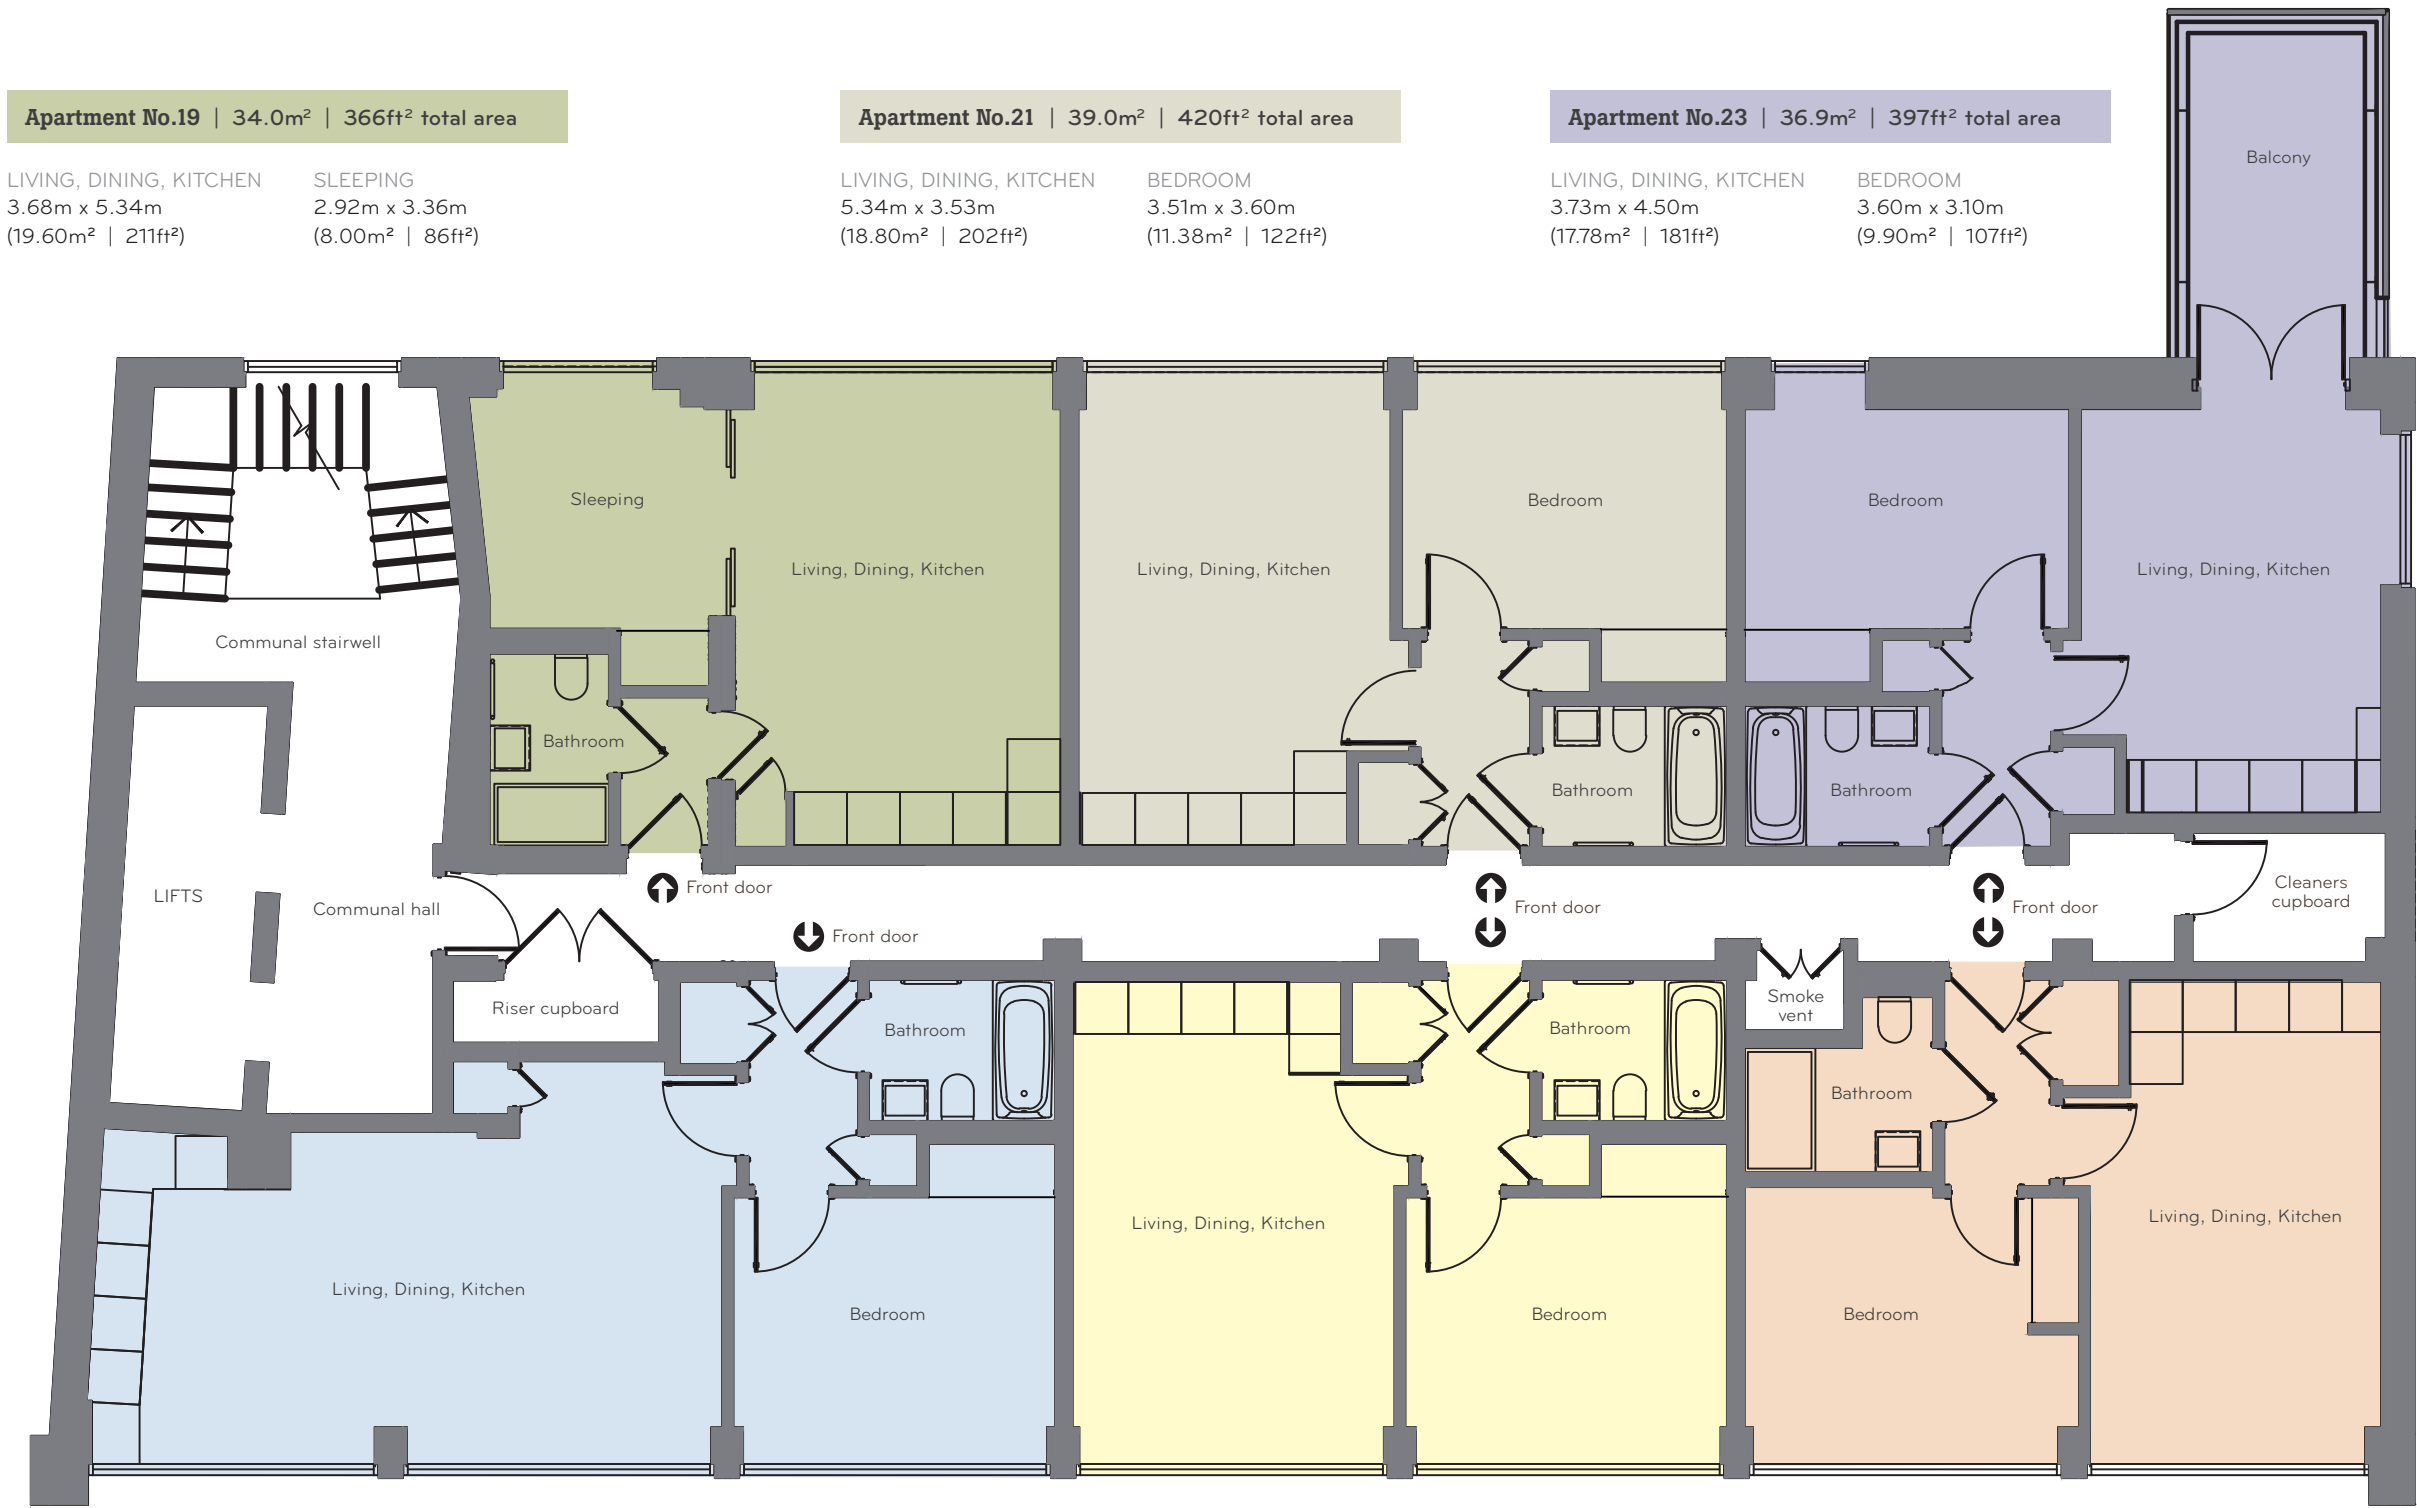 Apartment No.19 | 34.0m² | 366ft² total area
LIVING, DINING, KITCHEN
3.68m x 5.34m
(19.60m² | 211ft²)
SLEEPING
2.92m x 3.36m
(8.00m² | 86ft²)
Apartment No.21 | 39.0m² | 420ft² total area
LIVING, DINING, KITCHEN
5.34m x 3.53m
(18.80m² | 202ft²)
BEDROOM
3.51m x 3.60m
(11.38m² | 122ft²)
Apartment No.23 | 36.9m² | 397ft² total area
LIVING, DINING, KITCHEN
3.73m x 4.50m
(17.78m² | 181ft²)
BEDROOM
3.60m x 3.10m
(9.90m² | 107ft²)
Balcony
Sleeping
Bedroom
Bedroom
Living, Dining, Kitchen
Living, Dining, Kitchen
Living, Dining, Kitchen
Communal stairwell
Bathroom
Bathroom
Bathroom
LIFTS
Communal hall
Front door
Front door
Front door
Front door
Cleaners
cupboard
Riser cupboard
Bathroom
Bathroom
Smoke
vent
Bathroom
Living, Dining, Kitchen
Bedroom
Living, Dining, Kitchen
Bedroom
Bedroom
Living, Dining, Kitchen